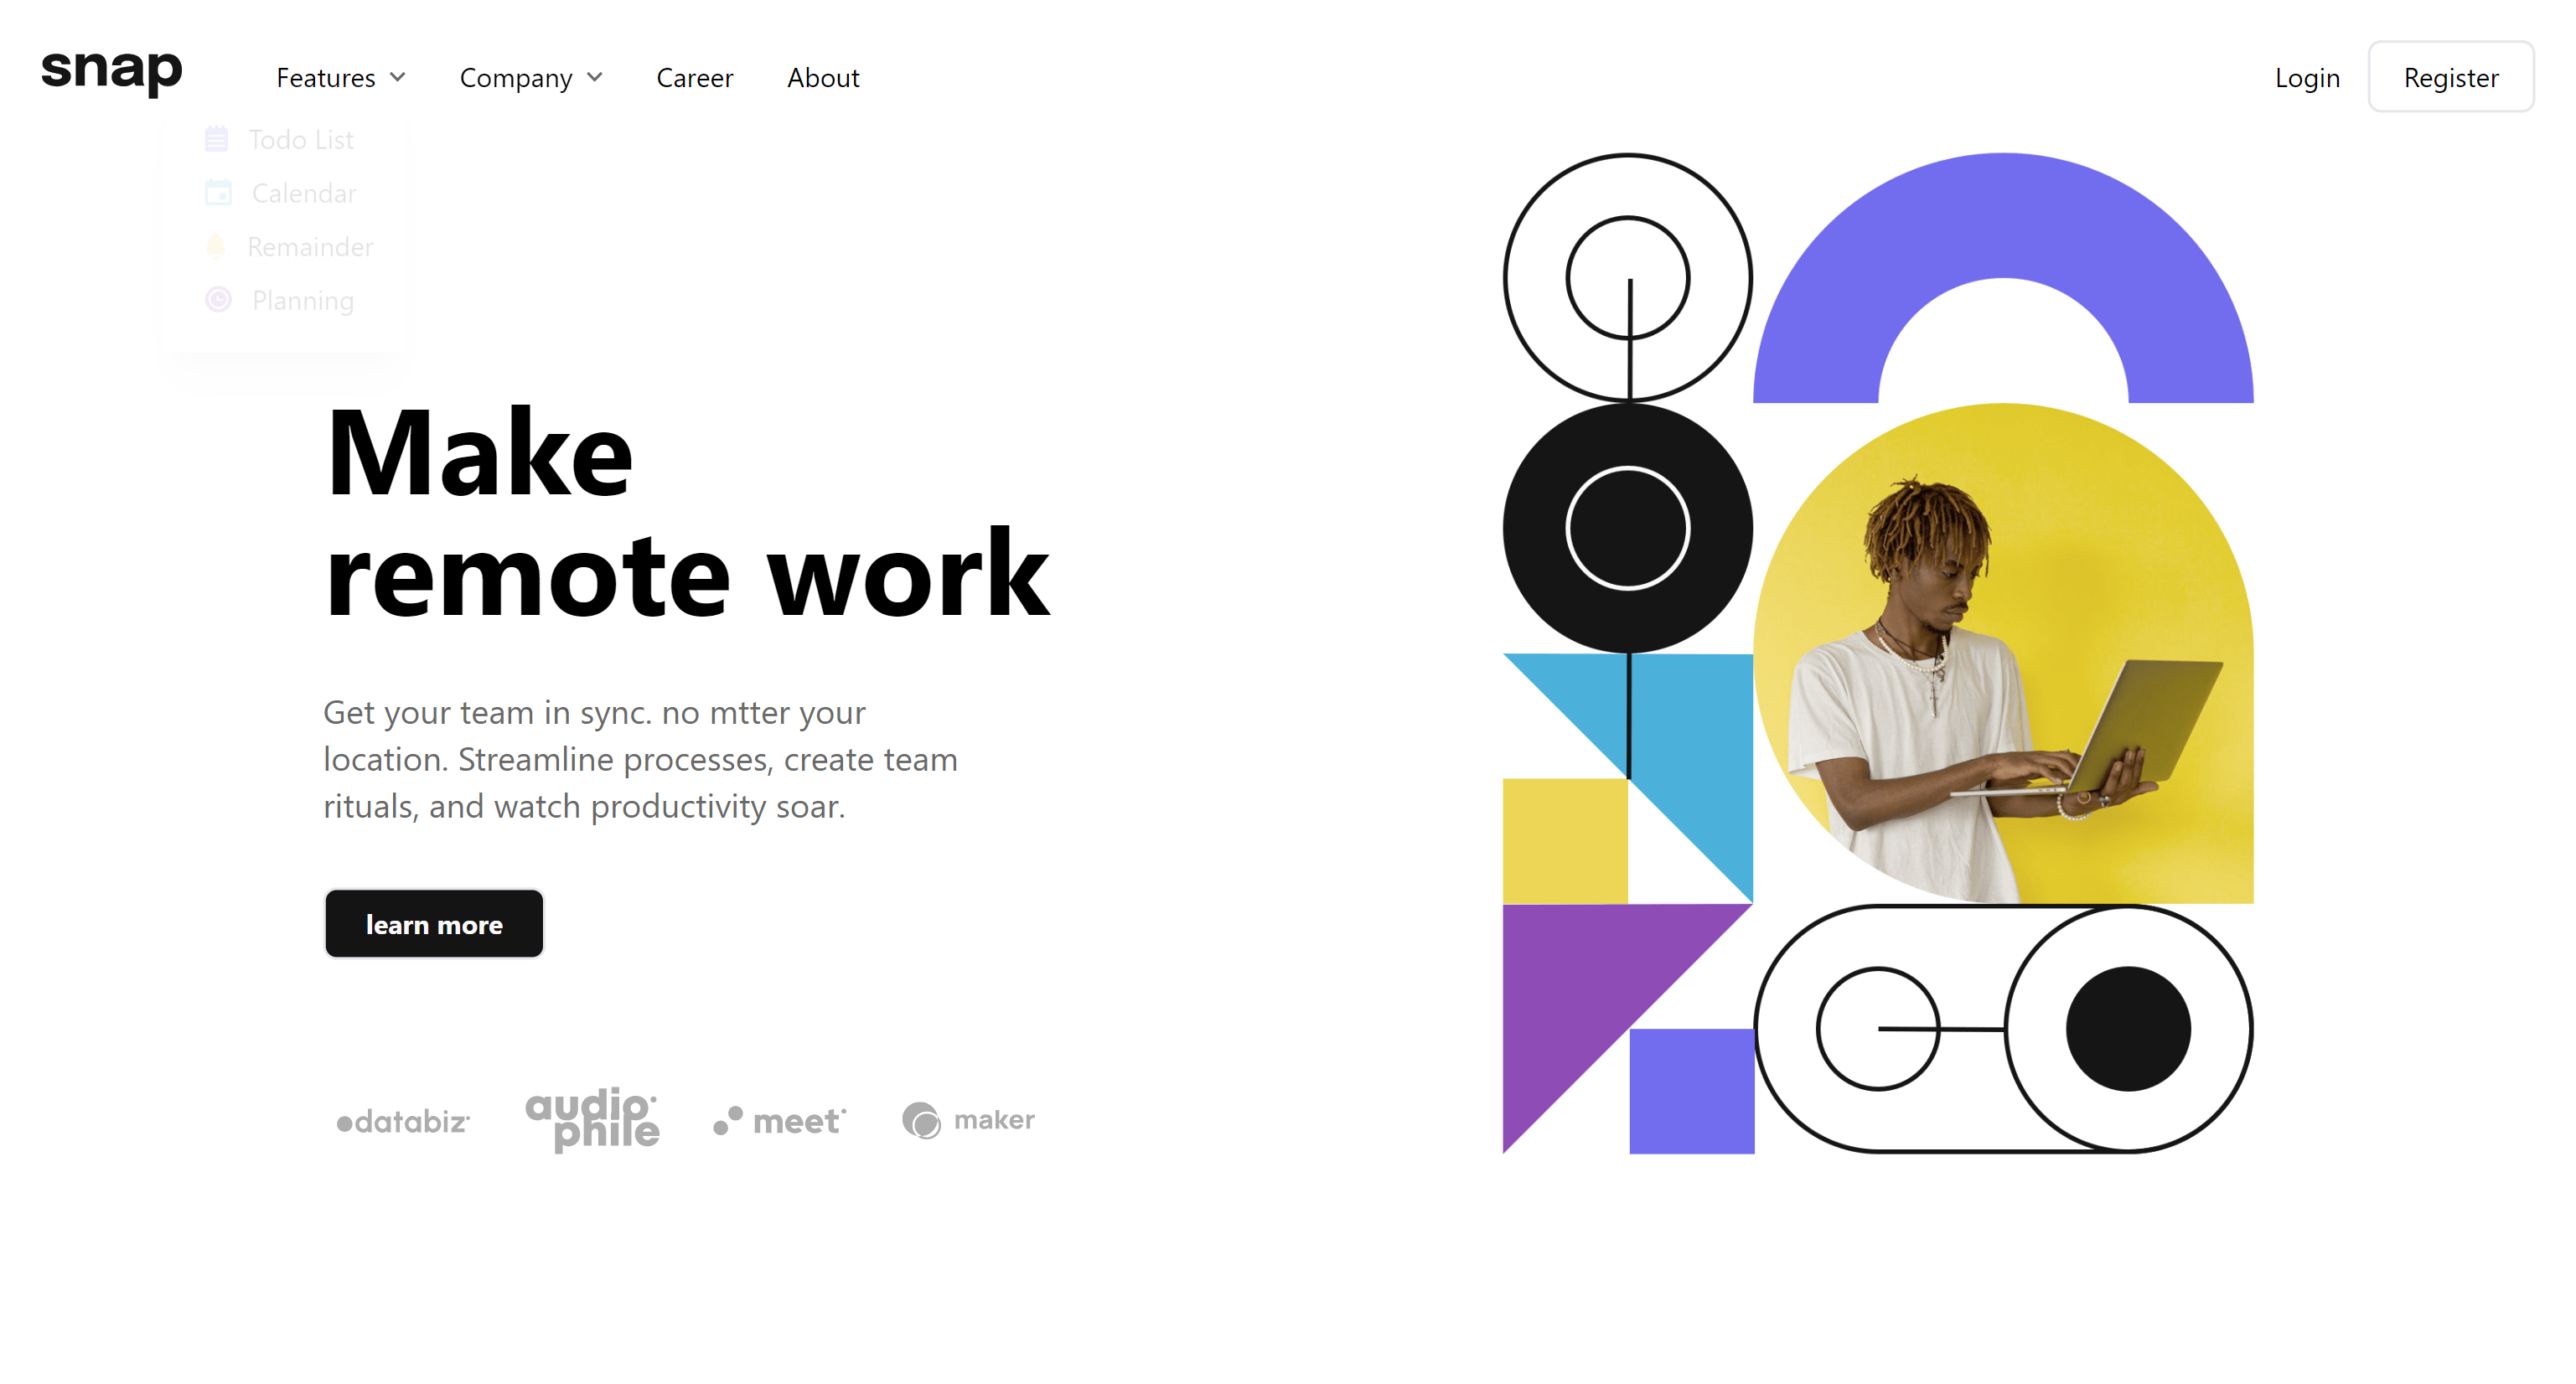 snap
Features
Company
Career
About
Login
Register
Todo List
Calendar
Remainder
Planning
Make
remote work
Get your team in sync. no mtter your
location. Streamline processes, create team
rituals, and watch productivity soar.
learn more
databiz
audio
phile
meet
maker